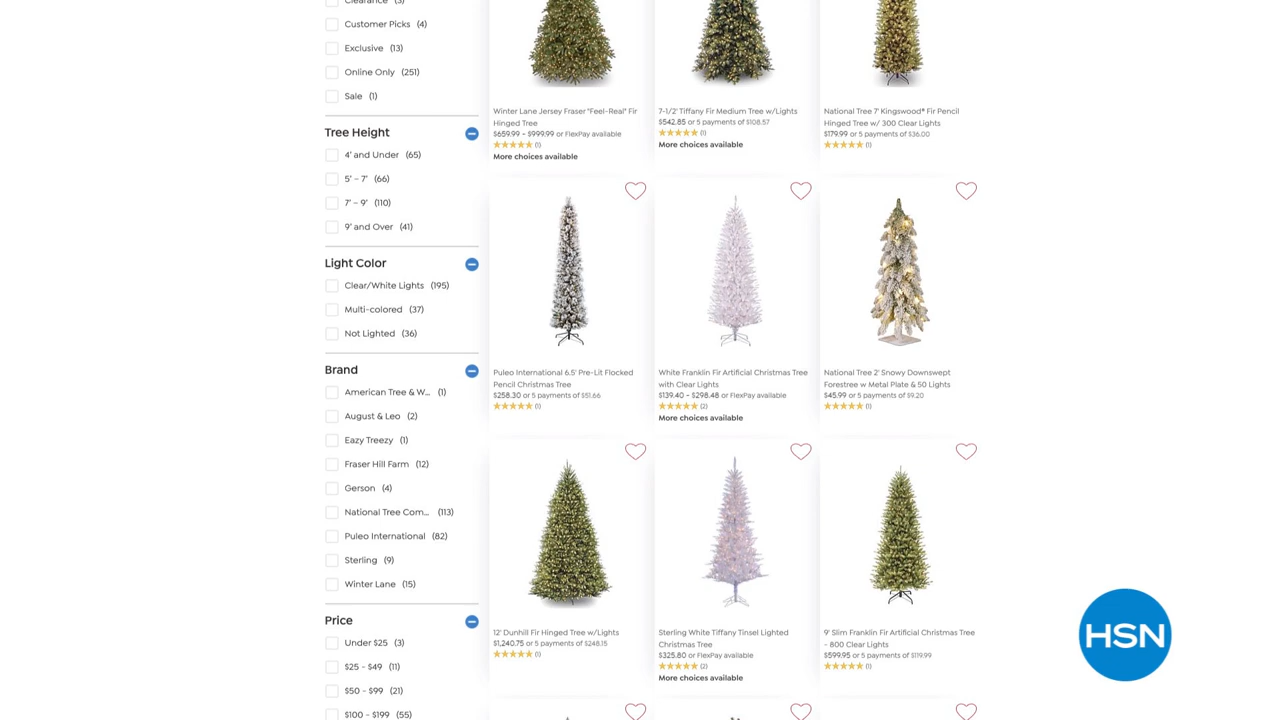 Clearance (3)
Customer Picks (4)
Exclusive (13)
Online Only (251)
Sale (1)
Tree Height
4' and Under (65)
5' - 7' (66)
7' - 9' (110)
9' and Over (41)
Light Color
Clear/White Lights (195)
Multi-colored (37)
Not Lighted (36)
Brand
American Tree & W... (1)
August & Leo (2)
Eazy Treezy (1)
Fraser Hill Farm (12)
Gerson (4)
National Tree Com... (113)
Puleo International (82)
Sterling (9)
Winter Lane (15)
Price
Under $25 (3)
$25 - $49 (11)
$50 - $99 (21)
$100 - $199 (55)
Winter Lane Jersey Fraser "Feel-Real" Fir
Hinged Tree
$659.99 - $999.99 or FlexPay available
(1)
More choices available
7-1/2' Tiffany Fir Medium Tree w/Lights
$542.85 or 5 payments of $108.57
(1)
More choices available
National Tree 7' Kingswood® Fir Pencil
Hinged Tree w/ 300 Clear Lights
$179.99 or 5 payments of $36.00
(1)
Puleo International 6.5' Pre-Lit Flocked
Pencil Christmas Tree
$258.30 or 5 payments of $51.66
(1)
White Franklin Fir Artificial Christmas Tree
with Clear Lights
$139.40 - $298.48 or FlexPay available
(2)
More choices available
National Tree 2' Snowy Downswept
Forestree w Metal Plate & 50 Lights
$45.99 or 5 payments of $9.20
(1)
12' Dunhill Fir Hinged Tree w/Lights
$1,240.75 or 5 payments of $248.15
(1)
Sterling White Tiffany Tinsel Lighted
Christmas Tree
$325.80 or FlexPay available
(2)
More choices available
9' Slim Franklin Fir Artificial Christmas Tree
- 800 Clear Lights
$599.95 or 5 payments of $119.99
(1)
HSN